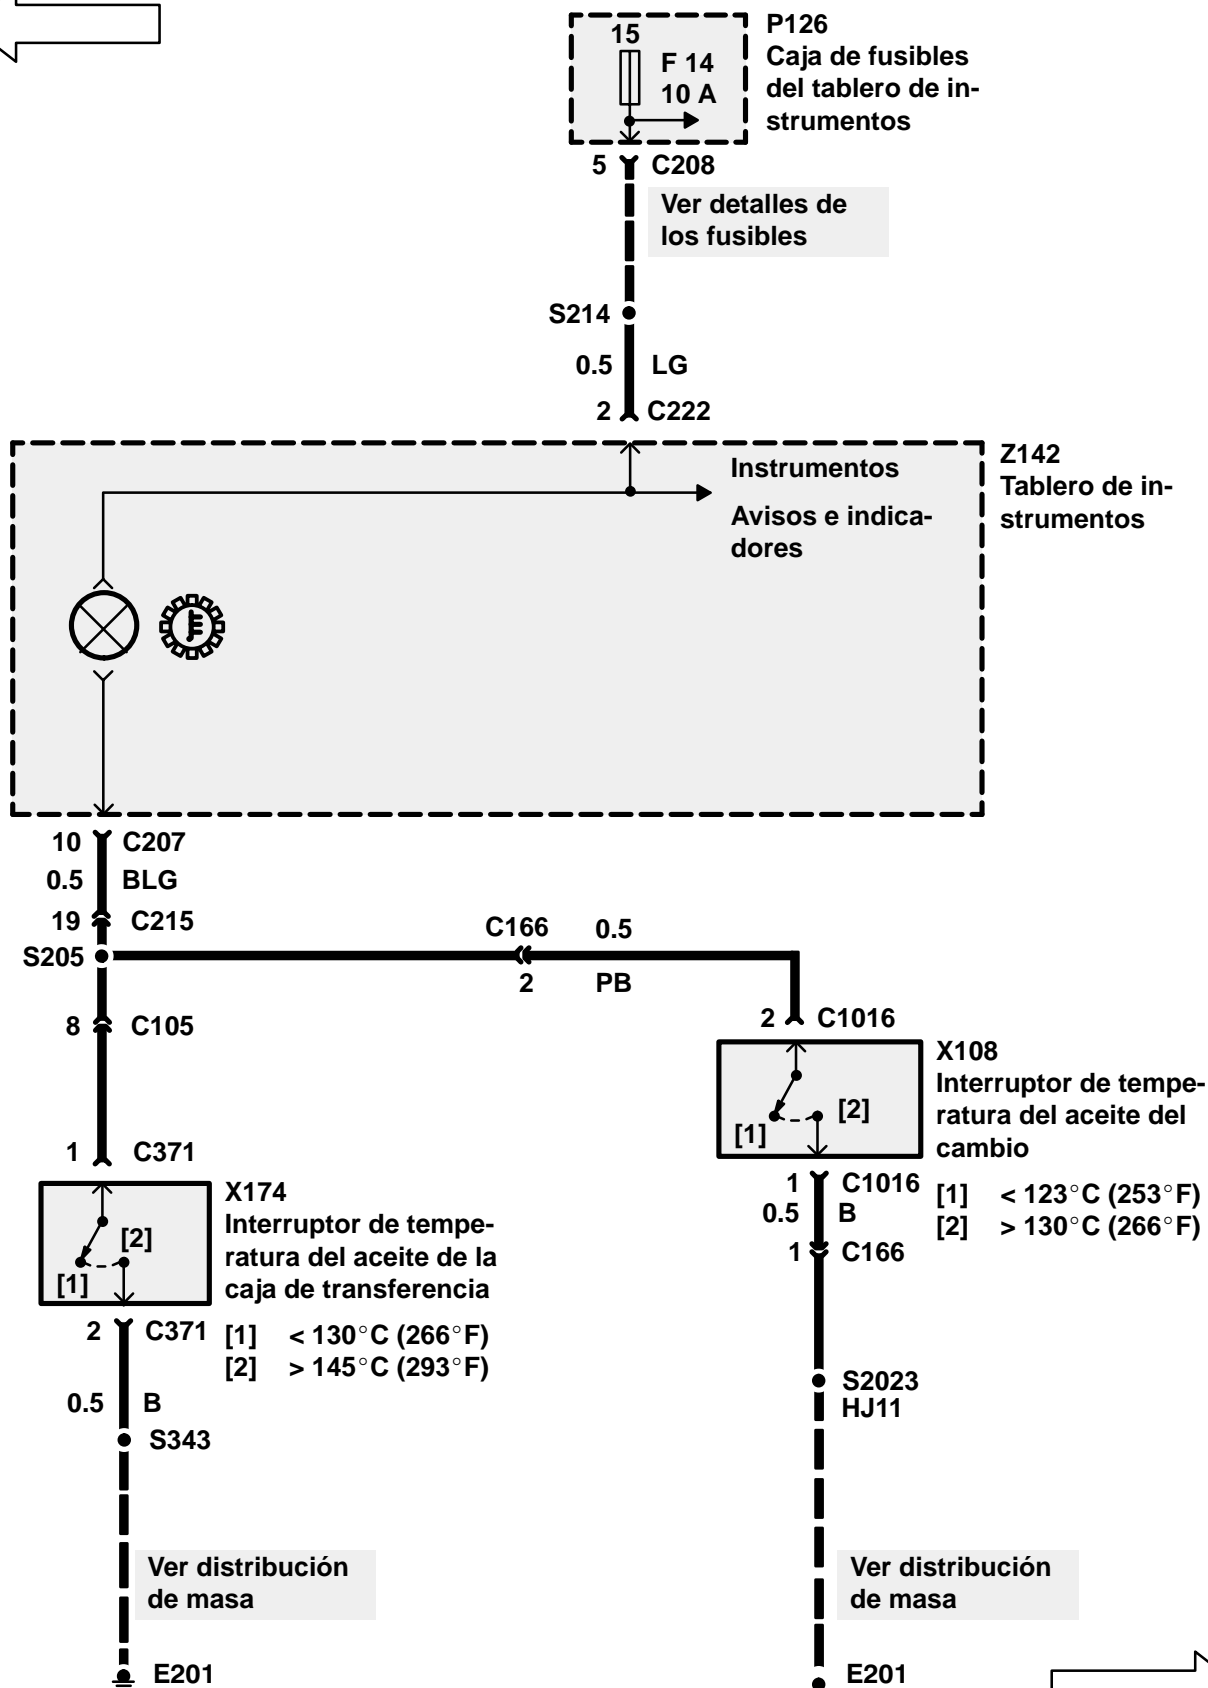 15
F 14
10 A
P126
Caja de fusibles
del tablero de in-
strumentos
5 C208
Ver detalles de
los fusibles
S214
0.5 LG
2 C222
Instrumentos
Avisos e indica-
dores
Z142
Tablero de in-
strumentos
10 C207
0.5 BLG
19 C215
S205
C166 0.5
2 PB
8 C105
2 C1016
[1] [2]
X108
Interruptor de tempe-
ratura del aceite del
cambio
[1] < 123°C (253°F)
[2] > 130°C (266°F)
1 C1016
0.5 B
1 C166
S2023
HJ11
1 C371
[1] [2]
X174
Interruptor de tempe-
ratura del aceite de la
caja de transferencia
[1] < 130°C (266°F)
[2] > 145°C (293°F)
2 C371
0.5 B
S343
Ver distribución
de masa
E201
Ver distribución
de masa
E201